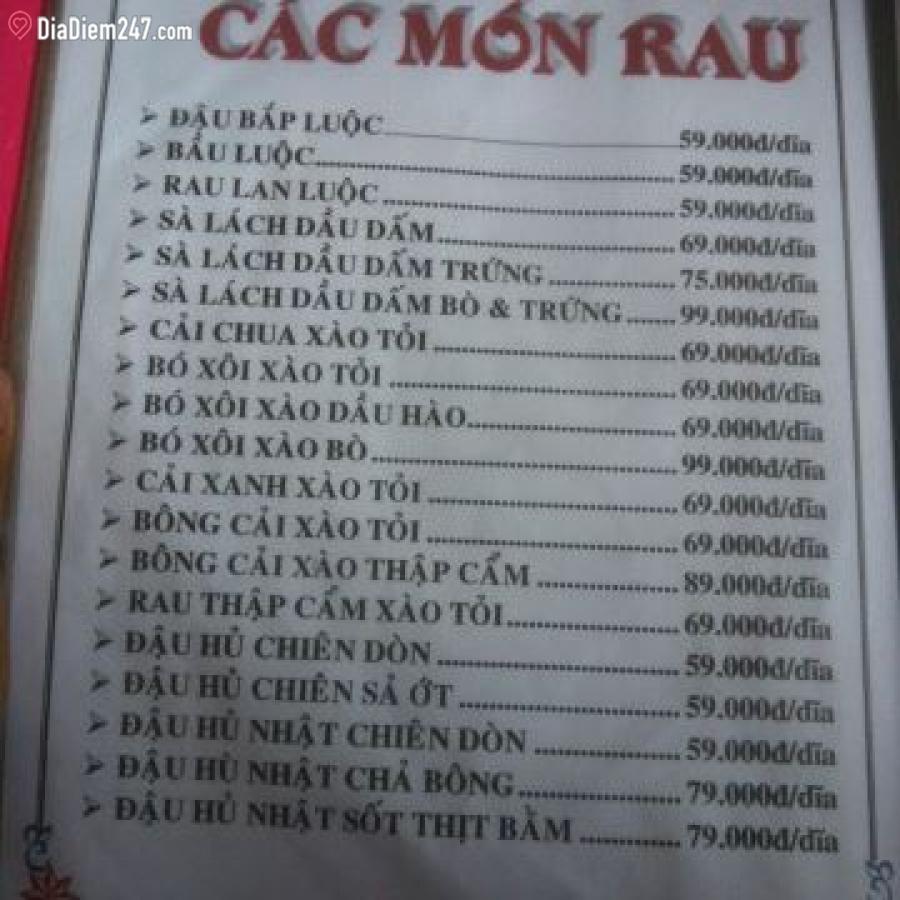 DiaDiem247.com
CÁC MÓN RAU
➢ ĐẬU BẮP LUỘC 59.000đ/dĩa
➢ BẦU LUỘC 59.000đ/dĩa
➢ RAU LAN LUỘC 59.000đ/dĩa
➢ SÀ LÁCH DẦU DẤM 69.000đ/dĩa
➢ SÀ LÁCH DẦU DẤM TRỨNG 75.000đ/dĩa
➢ SÀ LÁCH DẦU DẤM BÒ & TRỨNG 99.000đ/dĩa
➢ CẢI CHUA XÀO TỎI 69.000đ/dĩa
➢ BÓ XÔI XÀO TỎI 69.000đ/dĩa
➢ BÓ XÔI XÀO DẦU HÀO 69.000đ/dĩa
➢ BÓ XÔI XÀO BÒ 99.000đ/dĩa
➢ CẢI XANH XÀO TỎI 69.000đ/dĩa
➢ BÔNG CẢI XÀO TỎI 69.000đ/dĩa
➢ BÔNG CẢI XÀO THẬP CẨM 89.000đ/dĩa
➢ RAU THẬP CẨM XÀO TỎI 69.000đ/dĩa
➢ ĐẬU HỦ CHIÊN DÒN 59.000đ/dĩa
➢ ĐẬU HỦ CHIÊN SẢ ỚT 59.000đ/dĩa
➢ ĐẬU HỦ NHẬT CHIÊN DÒN 59.000đ/dĩa
➢ ĐẬU HỦ NHẬT CHẢ BÔNG 79.000đ/dĩa
➢ ĐẬU HỦ NHẬT SỐT THỊT BẰM 79.000đ/dĩa